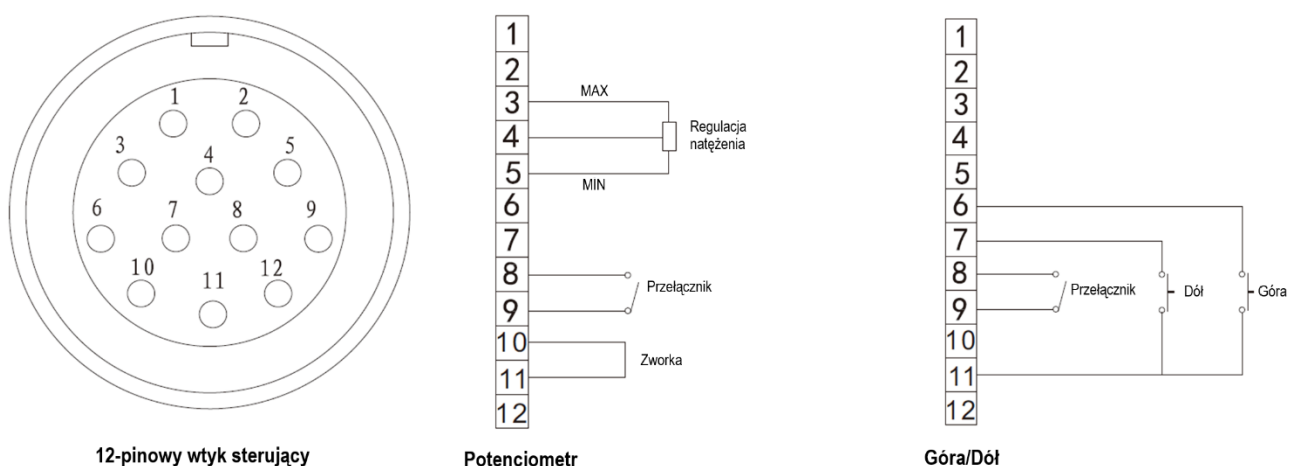 1 2
3 4 5
6 7 8 9
10 11 12
12-pinowy wtyk sterujący
1
2
3
4
5
6
7
8
9
10
11
12
MAX
Regulacja
natężenia
MIN
Przełącznik
Zworka
Potencjometr
1
2
3
4
5
6
7
8
9
10
11
12
Przełącznik
Dół
Góra
Góra/Dół